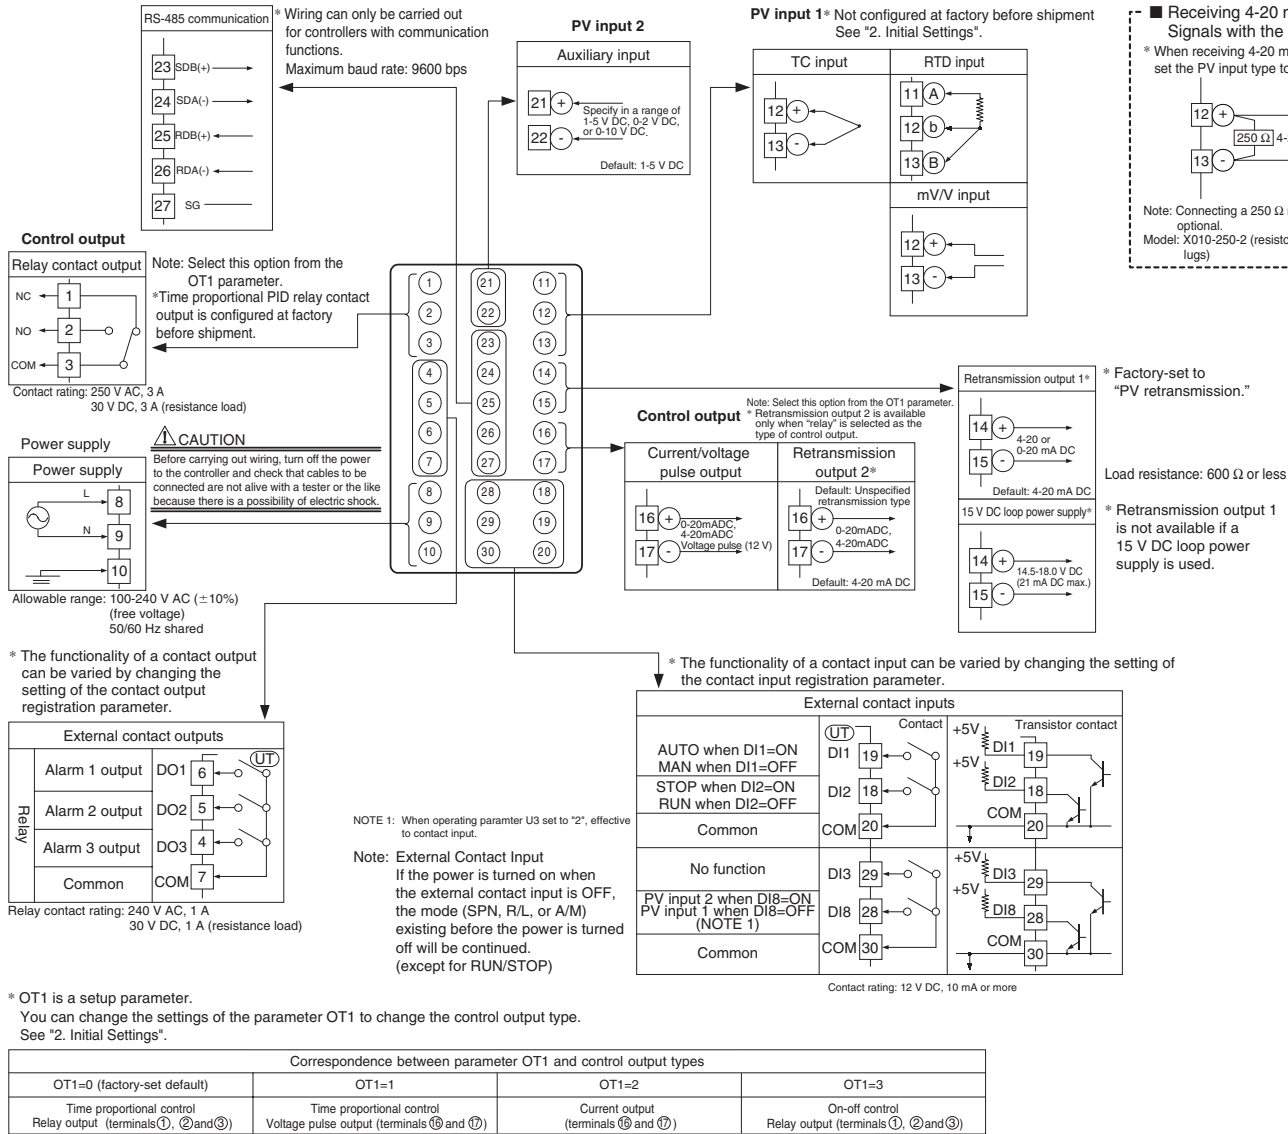 RS-485 communication
* Wiring can only be carried out
for controllers with communication
functions.
Maximum baud rate: 9600 bps
23 SDB(+)
24 SDA(-)
25 RDB(+)
26 RDA(-)
27 SG
PV input 2
Auxiliary input
21 +
22 -
Specify in a range of
1-5 V DC, 0-2 V DC,
or 0-10 V DC.
Default: 1-5 V DC
PV input 1 * Not configured at factory before shipment
See "2. Initial Settings".
TC input
12 +
13 -
RTD input
11 A
12 b
13 B
mV/V input
12 +
13 -
■ Receiving 4-20 m
Signals with the
* When receiving 4-20 m
set the PV input type to
12 +
250 Ω 4-
13 -
Note: Connecting a 250 Ω
optional.
Model: X010-250-2 (resisto
lugs)
Control output
Relay contact output
NC 1
NO 2
COM 3
Note: Select this option from the
OT1 parameter.
*Time proportional PID relay contact
output is configured at factory
before shipment.
Contact rating: 250 V AC, 3 A
30 V DC, 3 A (resistance load)
1 21 11
2 22 12
3 23 13
4 24 14
5 25 15
6 26 16
7 27 17
8 28 18
9 29 19
10 30 20
Power supply
Power supply
L 8
N 9
10
Allowable range: 100-240 V AC (±10%)
(free voltage)
50/60 Hz shared
CAUTION
Before carrying out wiring, turn off the power
to the controller and check that cables to be
connected are not alive with a tester or the like
because there is a possibility of electric shock.
Control output
Note: Select this option from the OT1 parameter.
* Retransmission output 2 is available
only when "relay" is selected as the
type of control output.
Current/voltage
pulse output
16 +
17 -
0-20mADC,
4-20mADC
Voltage pulse (12 V)
Retransmission
output 2*
Default: Unspecified
retransmission type
16 +
17 -
0-20mADC,
4-20mADC
Default: 4-20 mA DC
Retransmission output 1*
14 +
15 -
4-20 or
0-20 mA DC
Default: 4-20 mA DC
15 V DC loop power supply*
14 +
15 -
14.5-18.0 V DC
(21 mA DC max.)
* Factory-set to
“PV retransmission.”
Load resistance: 600 Ω or less
* Retransmission output 1
is not available if a
15 V DC loop power
supply is used.
* The functionality of a contact output
can be varied by changing the
setting of the contact output
registration parameter.
External contact outputs
Relay
UT
Alarm 1 output DO1 6
Alarm 2 output DO2 5
Alarm 3 output DO3 4
Common COM 7
Relay contact rating: 240 V AC, 1 A
30 V DC, 1 A (resistance load)
* The functionality of a contact input can be varied by changing the setting of
the contact input registration parameter.
External contact inputs
UT Contact Transistor contact
AUTO when DI1=ON
MAN when DI1=OFF
DI1 19
+5V DI1 19
STOP when DI2=ON
RUN when DI2=OFF
DI2 18
+5V DI2 18
Common
COM 20
COM 20
No function
DI3 29
+5V DI3 29
PV input 2 when DI8=ON
PV input 1 when DI8=OFF
(NOTE 1)
DI8 28
+5V DI8 28
Common
COM 30
COM 30
Contact rating: 12 V DC, 10 mA or more
NOTE 1: When operating paramter U3 set to "2", effective
to contact input.
Note: External Contact Input
If the power is turned on when
the external contact input is OFF,
the mode (SPN, R/L, or A/M)
existing before the power is turned
off will be continued.
(except for RUN/STOP)
* OT1 is a setup parameter.
You can change the settings of the parameter OT1 to change the control output type.
See "2. Initial Settings".
Correspondence between parameter OT1 and control output types
OT1=0 (factory-set default) OT1=1 OT1=2 OT1=3
Time proportional control
Relay output (terminals①, ②and③)
Time proportional control
Voltage pulse output (terminals⑯ and ⑰)
Current output
(terminals ⑯ and ⑰)
On-off control
Relay output (terminals ①, ②and③)